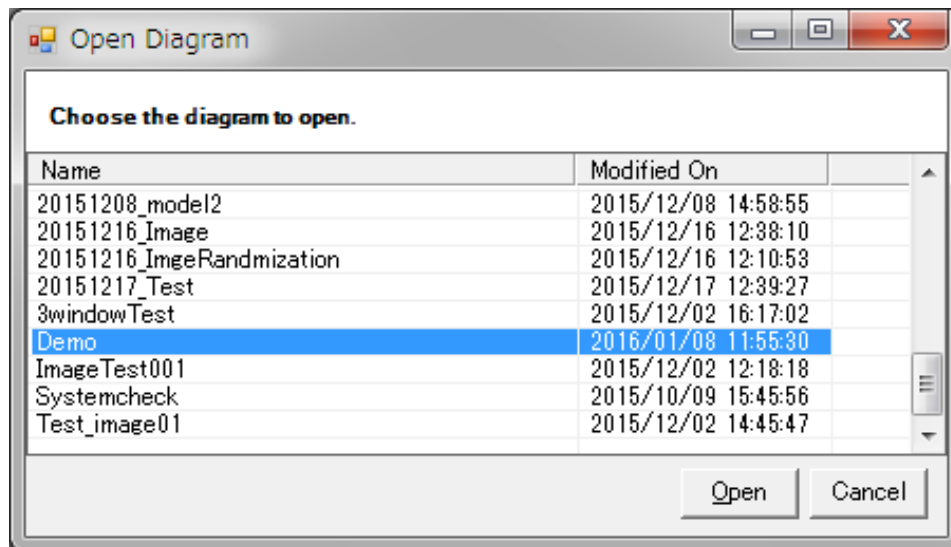 Open Diagram
Choose the diagram to open.
Name Modified On
20151208_model2 2015/12/08 14:58:55
20151216_Image 2015/12/16 12:38:10
20151216_ImgeRandmization 2015/12/16 12:10:53
20151217_Test 2015/12/17 12:39:27
3windowTest 2015/12/02 16:17:02
Demo 2016/01/08 11:55:30
ImageTest001 2015/12/02 12:18:18
Systemcheck 2015/10/09 15:45:56
Test_image01 2015/12/02 14:45:47
Open Cancel